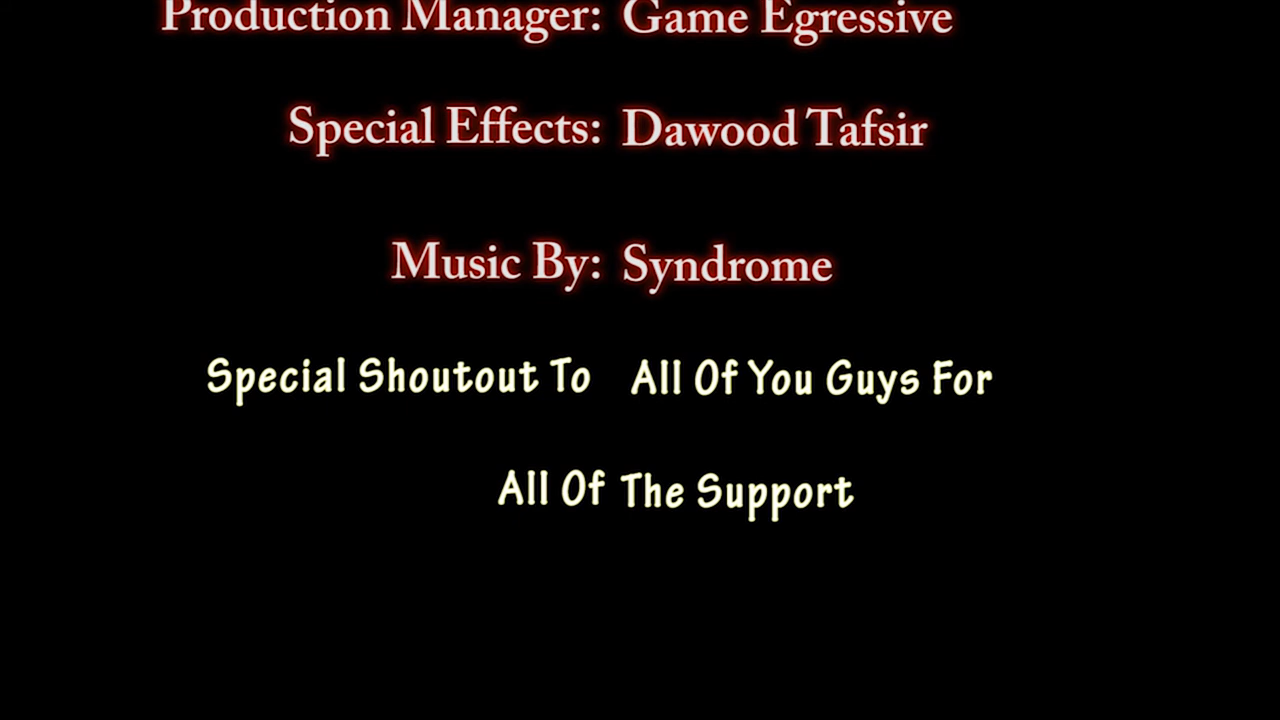 Production Manager: Game Egressive
Special Effects: Dawood Tafsir
Music By: Syndrome
Special Shoutout To All Of You Guys For
All Of The Support